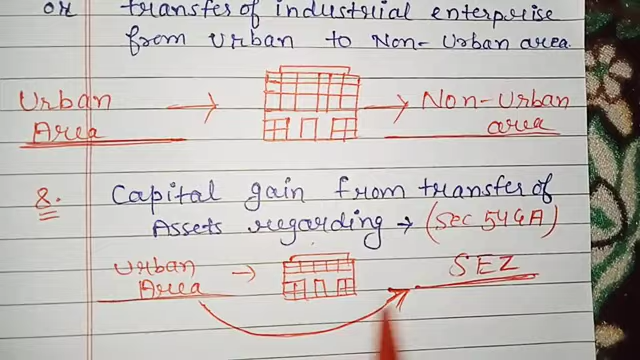 or transfer of industrial enterprise
from Urban to Non-Urban area.
Urban Area → → Non-Urban area
8. Capital gain from transfer of
Assets regarding → (Sec 54GA)
Urban Area → SEZ